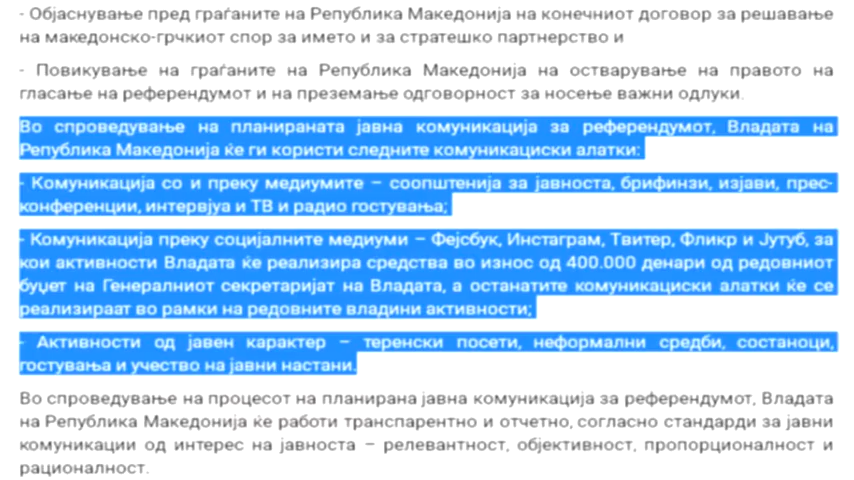 - Објаснување пред граѓаните на Република Македонија на конечниот договор за решавање
на македонско-грчкиот спор за името и за стратешко партнерство и
- Повикување на граѓаните на Република Македонија на остварување на правото на
гласање на референдумот и на преземање одговорност за носење важни одлуки.
Во спроведување на планираната јавна комуникација за референдумот, Владата на
Република Македонија ќе ги користи следните комуникациски алатки:
- Комуникација со и преку медиумите – соопштенија за јавноста, брифинзи, изјави, прес-
конференции, интервјуа и ТВ и радио гостувања;
- Комуникација преку социјалните медиуми – Фејсбук, Инстаграм, Твитер, Фликр и Јутуб, за
кои активности Владата ќе реализира средства во износ од 400.000 денари од редовниот
буџет на Генералниот секретаријат на Владата, а останатите комуникациски алатки ќе се
реализираат во рамки на редовните владини активности;
- Активности од јавен карактер – теренски посети, неформални средби, состаноци,
гостувања и учество на јавни настани.
Во спроведување на процесот на планирана јавна комуникација за референдумот, Владата
на Република Македонија ќе работи транспарентно и отчетно, согласно стандарди за јавни
комуникации од интерес на јавноста – релевантност, објективност, пропорционалност и
рационалност.